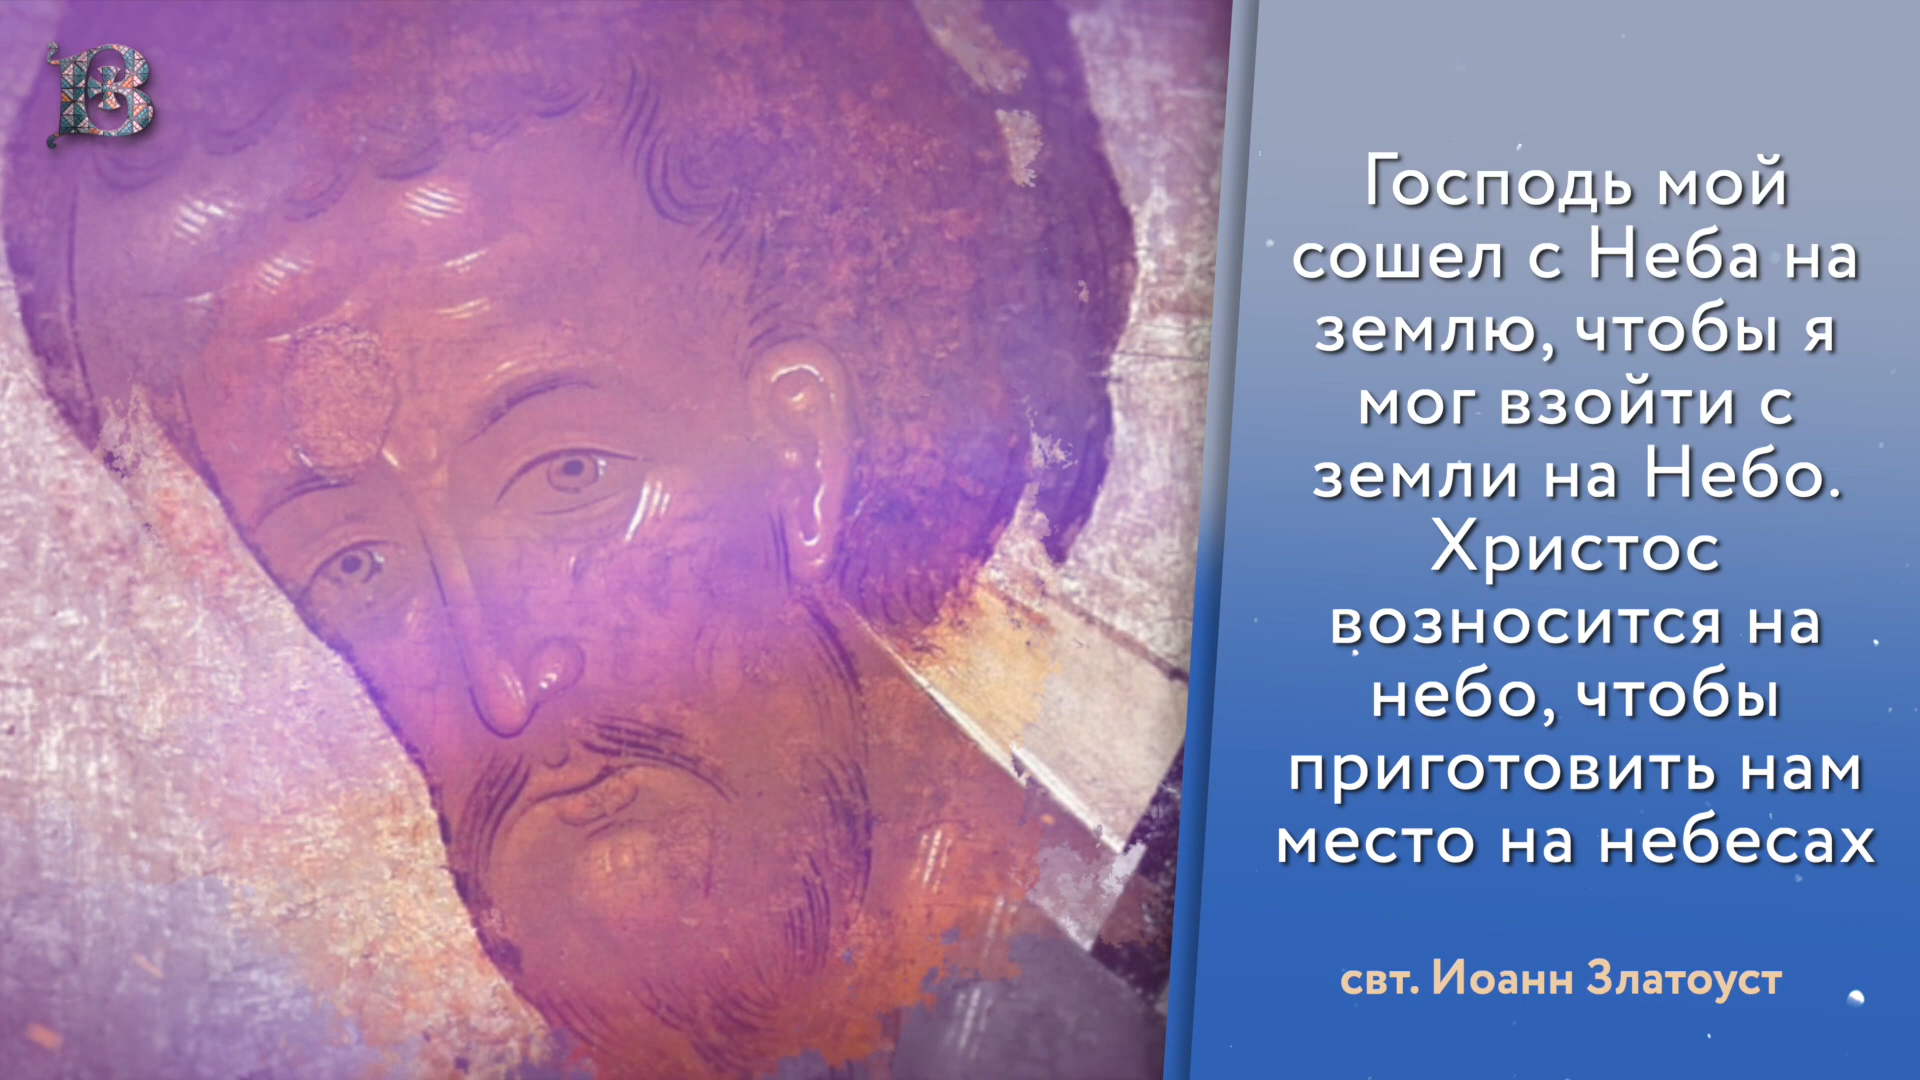 В
Господь мой
сошел с Неба на
землю, чтобы я
мог взойти с
земли на Небо.
Христос
возносится на
небо, чтобы
приготовить нам
место на небесах
свт. Иоанн Златоуст